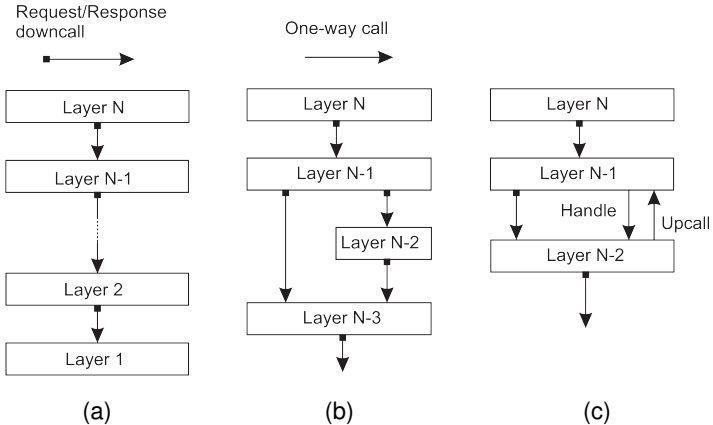 Request/Response
downcall
One-way call
Layer N
Layer N-1
Layer 2
Layer 1
(a)
Layer N
Layer N-1
Layer N-2
Layer N-3
(b)
Layer N
Layer N-1
Handle
Upcall
Layer N-2
(c)